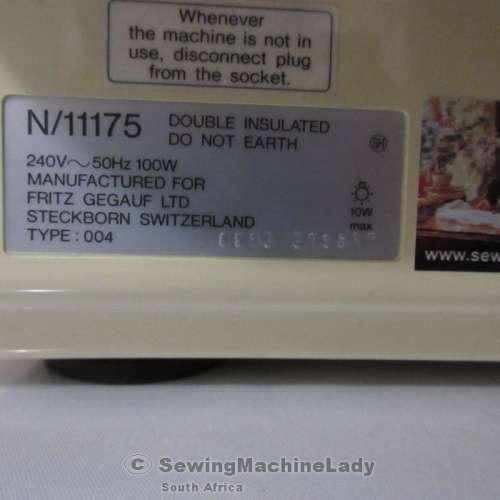 Whenever
the machine is not in
use, disconnect plug
from the socket.
N/11175
DOUBLE INSULATED
DO NOT EARTH
SH
240V~50Hz 100W
MANUFACTURED FOR
FRITZ GEGAUF LTD
STECKBORN SWITZERLAND
TYPE : 004
10W
max
www.sew
© SewingMachineLady
South Africa